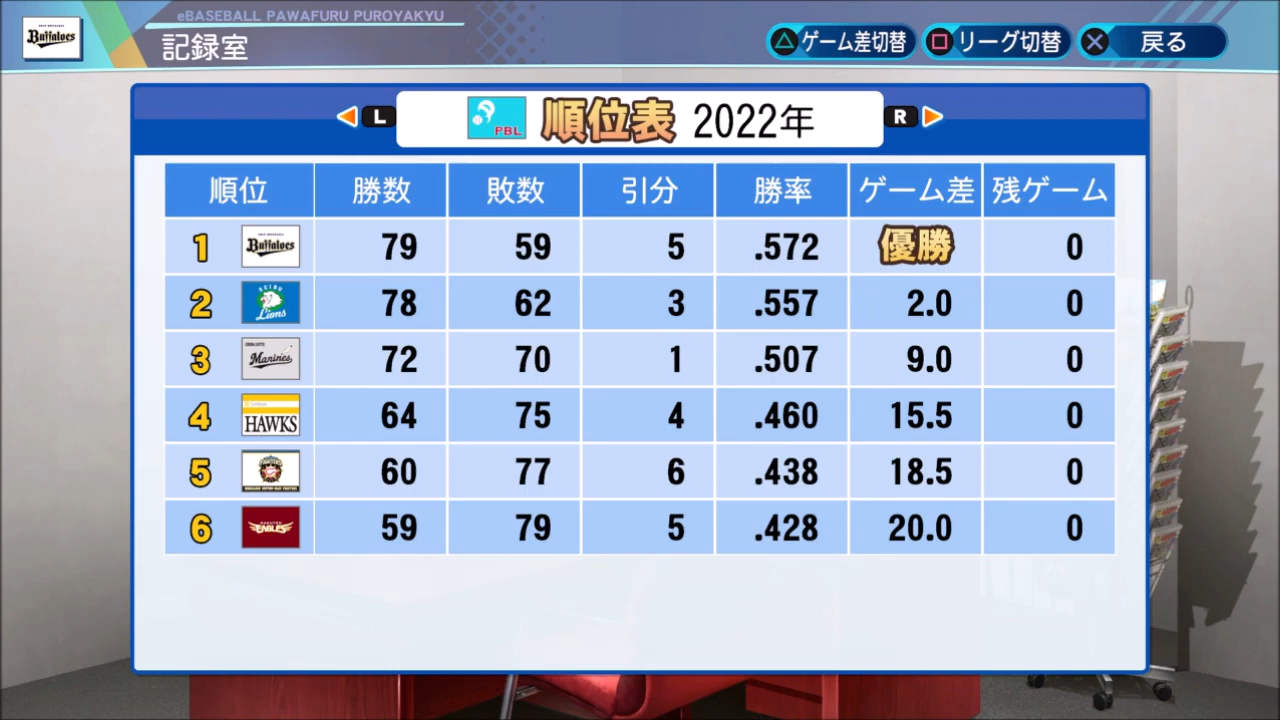 Buffaloes
eBASEBALL PAWAFURU PUROYAKYU
記録室
ゲーム差切替 リーグ切替 戻る
L PBL 順位表 2022年 R
順位 勝数 敗数 引分 勝率 ゲーム差 残ゲーム
1 Buffaloes 79 59 5 .572 優勝 0
2 SEIBU Lions 78 62 3 .557 2.0 0
3 Marines 72 70 1 .507 9.0 0
4 HAWKS 64 75 4 .460 15.5 0
5 60 77 6 .438 18.5 0
6 EAGLES 59 79 5 .428 20.0 0